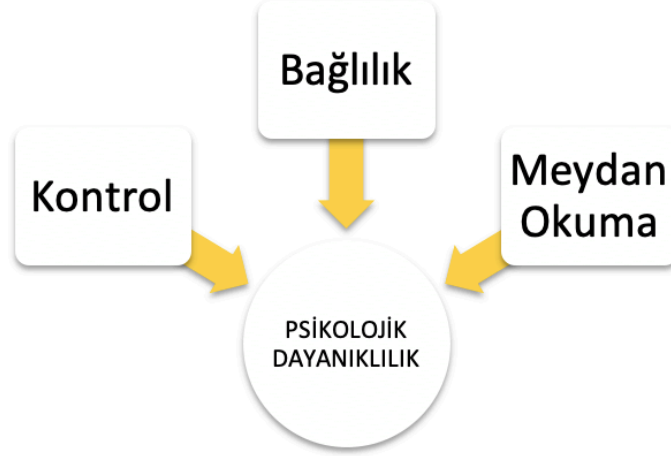 Bağlılık
Kontrol
Meydan
Okuma
PSİKOLOJİK
DAYANIKLILIK